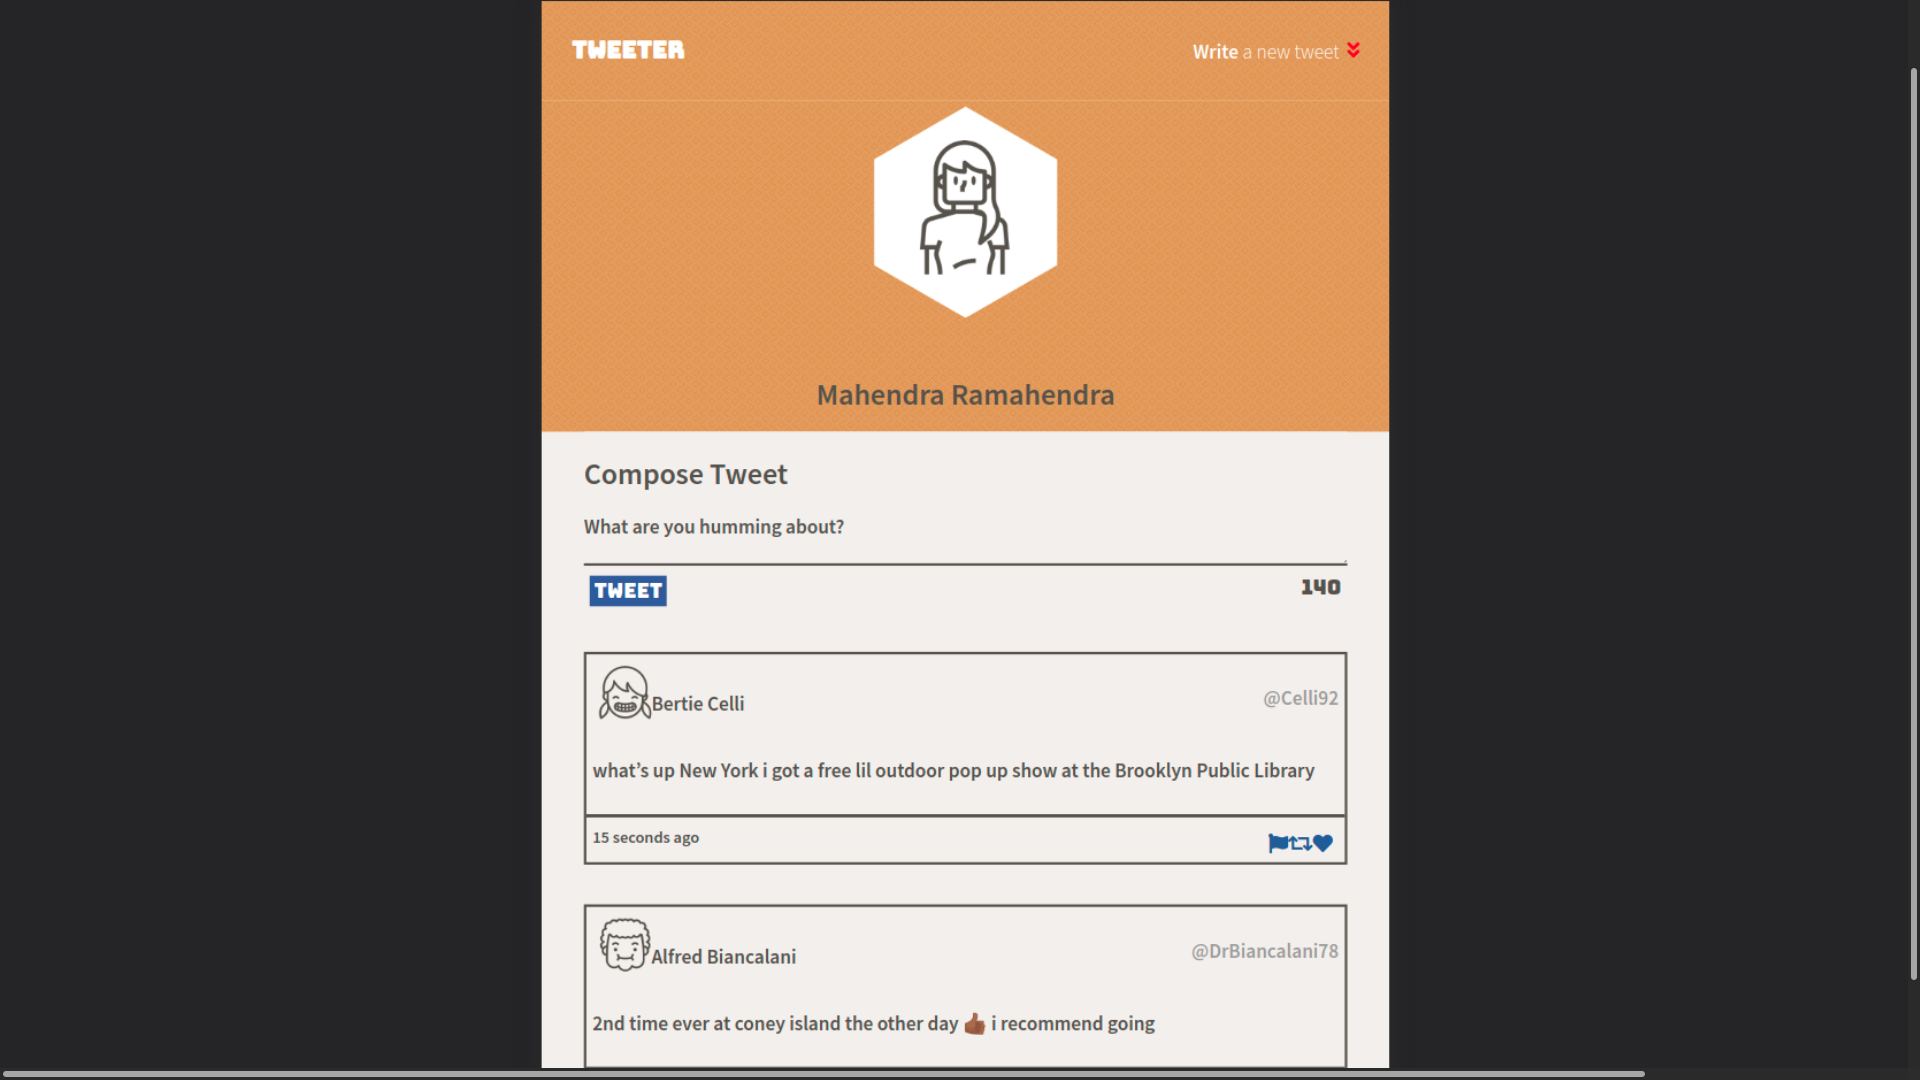 TWEETER
Write a new tweet
Mahendra Ramahendra
Compose Tweet
What are you humming about?
TWEET
140
Bertie Celli
@Celli92
what’s up New York i got a free lil outdoor pop up show at the Brooklyn Public Library
15 seconds ago
Alfred Biancalani
@DrBiancalani78
2nd time ever at coney island the other day 👍🏾 i recommend going